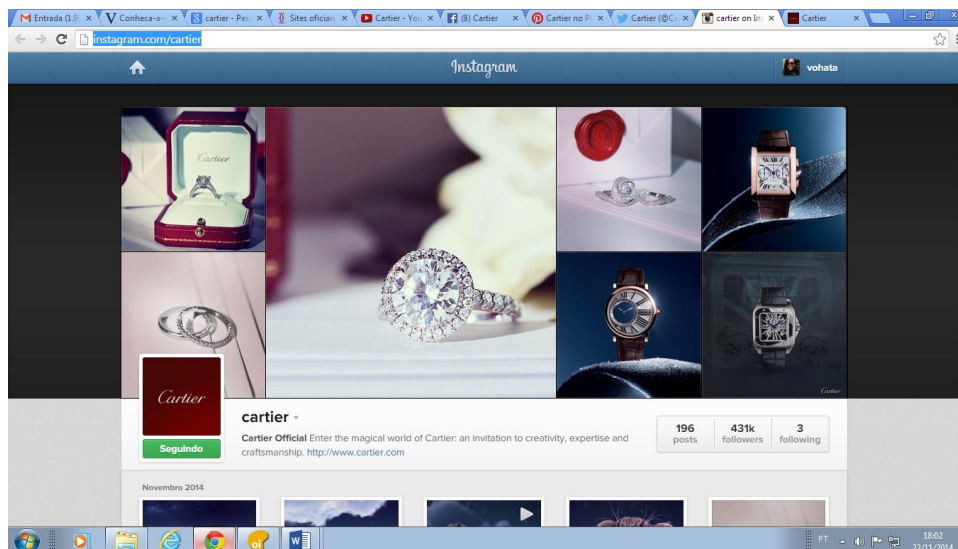 Entrada (1.9
Conheca-a-
cartier - Pes
Sites oficiais
Cartier - You
(8) Cartier
Cartier no P
Cartier (@Ca
cartier on Ins
Cartier
instagram.com/cartier
Instagram
vohata
Cartier
Cartier
Cartier
cartier
Cartier Official Enter the magical world of Cartier: an invitation to creativity, expertise and
craftsmanship. http://www.cartier.com
196 431k 3
posts followers following
Seguindo
Novembro 2014
oi
PT
18:02
22/11/2014